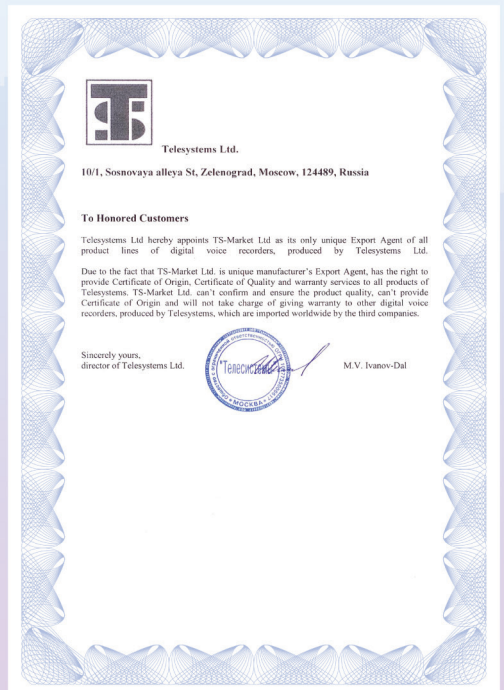 TS
Telesystems Ltd.
10/1, Sosnovaya alleya St, Zelenograd, Moscow, 124489, Russia
To Honored Customers
Telesystems Ltd hereby appoints TS-Market Ltd as its only unique Export Agent of all
product lines of digital voice recorders, produced by Telesystems Ltd.
Due to the fact that TS-Market Ltd. is unique manufacturer's Export Agent, has the right to
provide Certificate of Origin, Certificate of Quality and warranty services to all products of
Telesystems. TS-Market Ltd. can't confirm and ensure the product quality, can't provide
Certificate of Origin and will not take charge of giving warranty to other digital voice
recorders, produced by Telesystems, which are imported worldwide by the third companies.
Sincerely yours,
director of Telesystems Ltd.
"Телесистемы"
МОСКВА
M.V. Ivanov-Dal